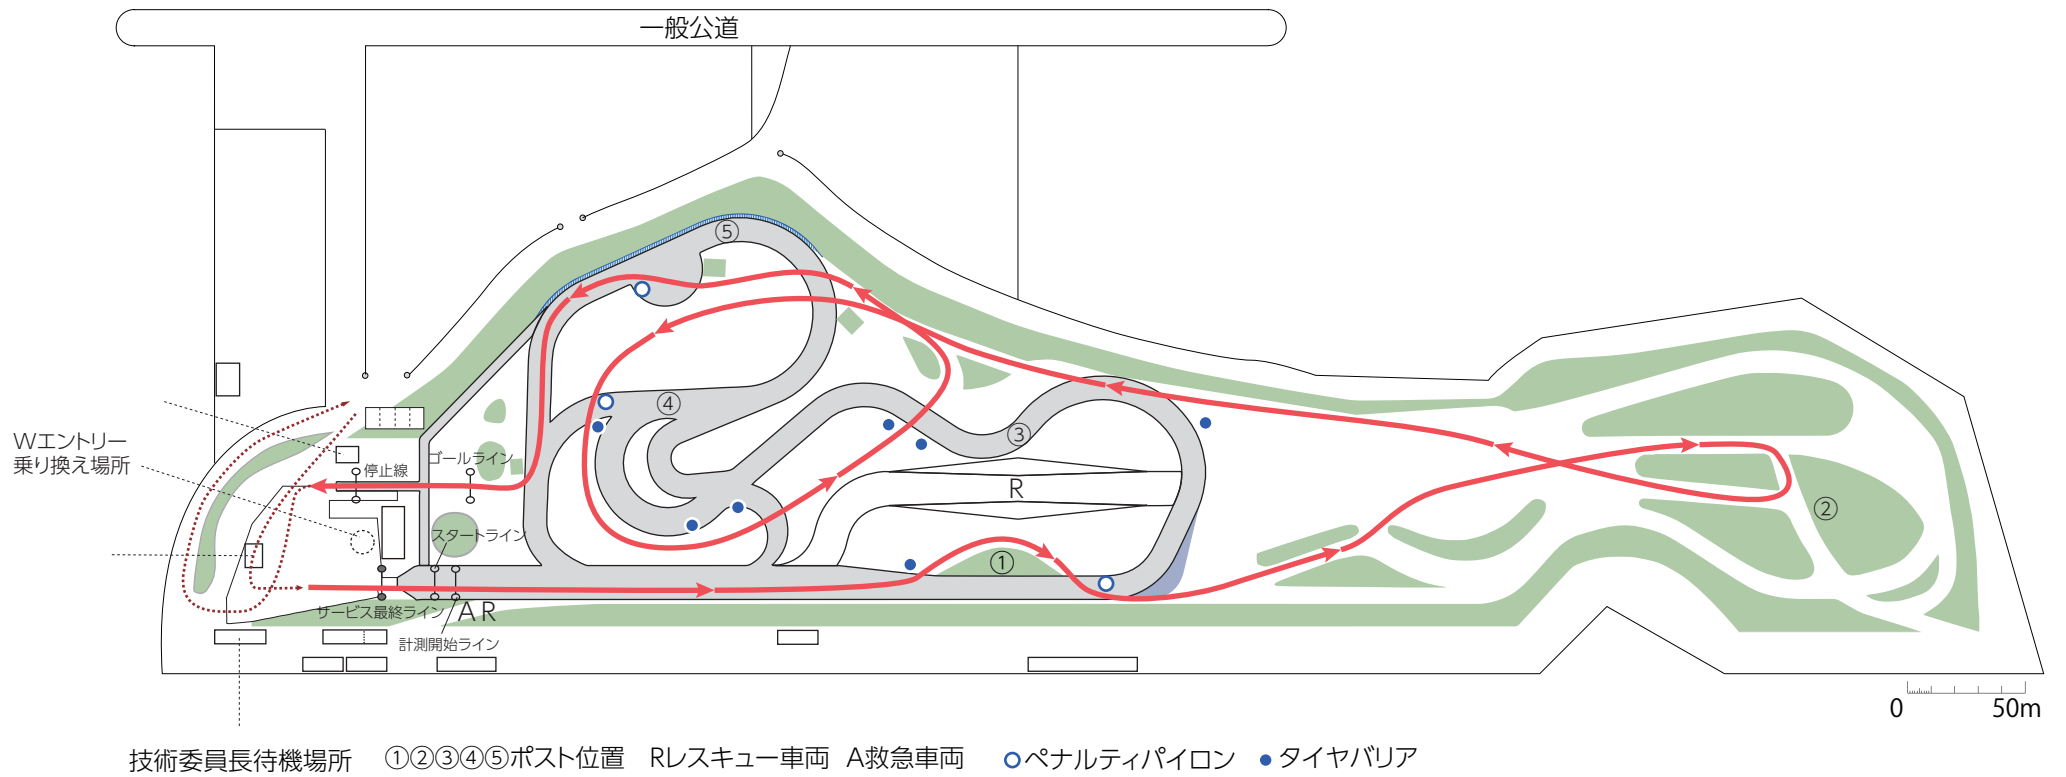 一般公道
⑤
④
③
②
①
R
Wエントリー
乗り換え場所
停止線
ゴールライン
スタートライン
サービス最終ライン
A R
計測開始ライン
0 50m
技術委員長待機場所 ①②③④⑤ポスト位置 Rレスキュー車両 A救急車両 ペナルティパイロン タイヤバリア